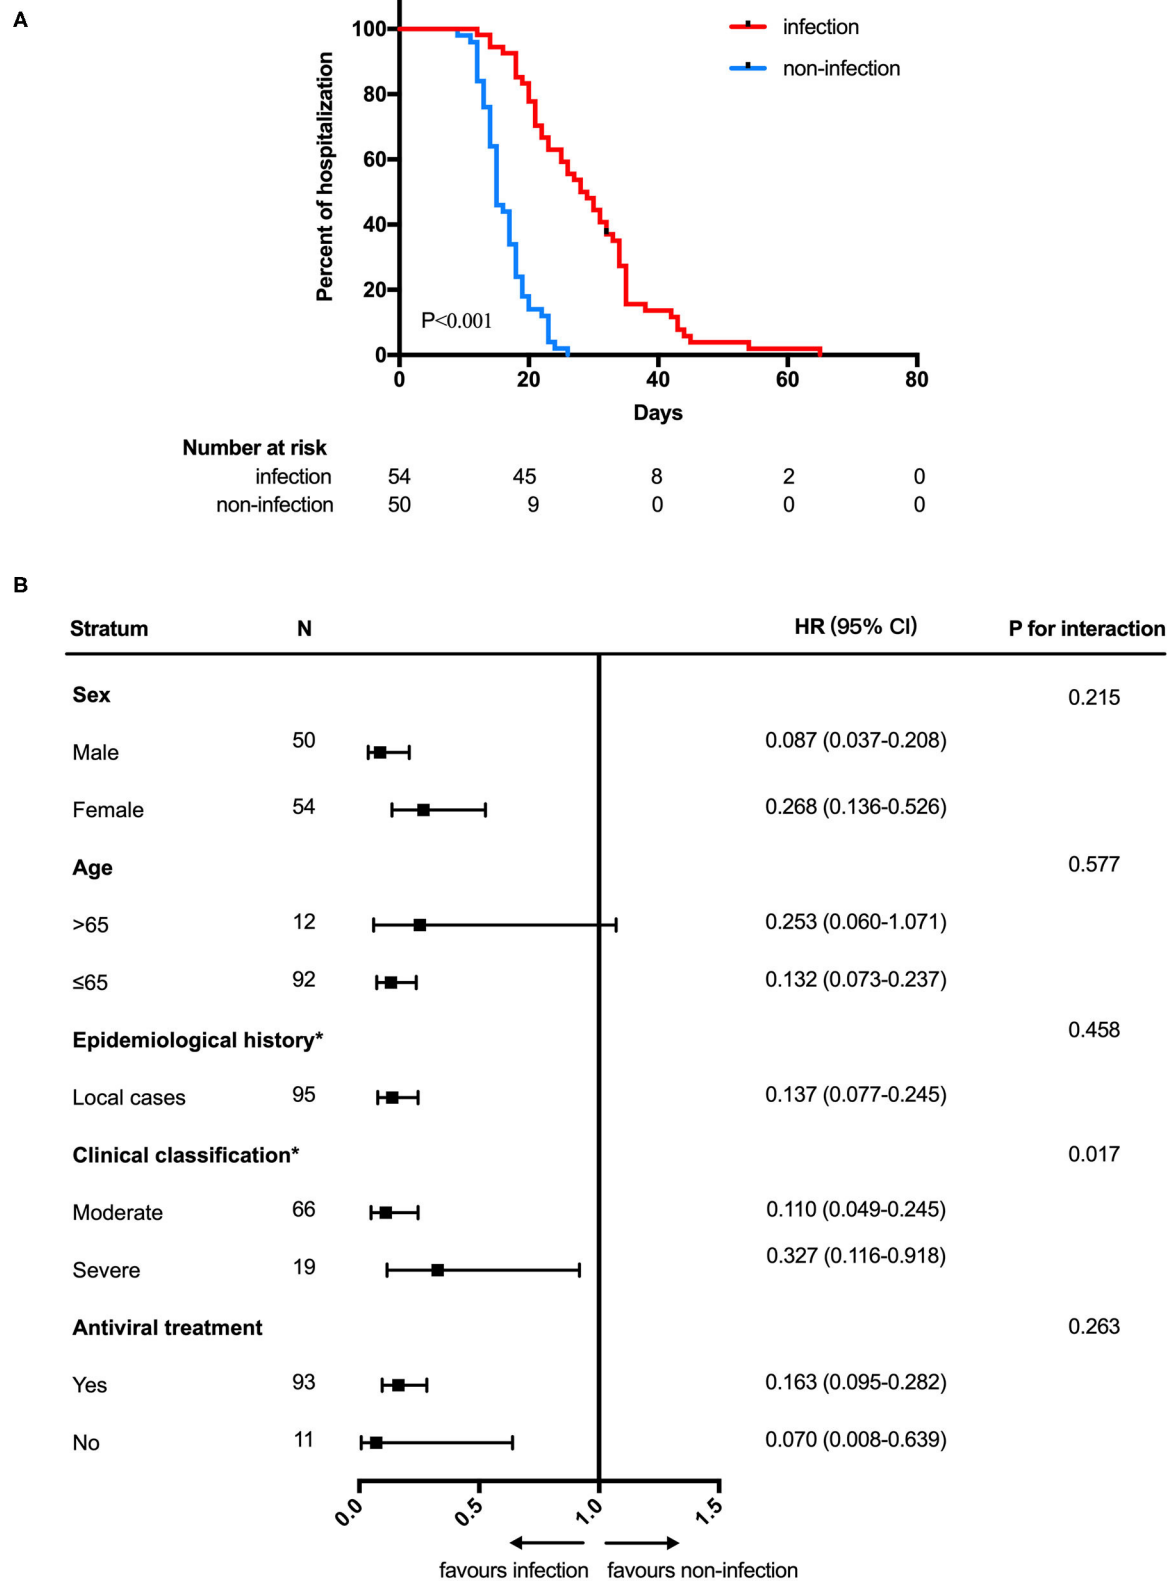 A
infection
non-infection
Percent of hospitalization
100
80
60
40
20
0
P<0.001
0 20 40 60 80
Days
Number at risk
infection 54 45 8 2 0
non-infection 50 9 0 0 0
B
Stratum N HR (95% CI) P for interaction
Sex 0.215
Male 50 0.087 (0.037-0.208)
Female 54 0.268 (0.136-0.526)
Age 0.577
>65 12 0.253 (0.060-1.071)
≤65 92 0.132 (0.073-0.237)
Epidemiological history* 0.458
Local cases 95 0.137 (0.077-0.245)
Clinical classification* 0.017
Moderate 66 0.110 (0.049-0.245)
Severe 19 0.327 (0.116-0.918)
Antiviral treatment 0.263
Yes 93 0.163 (0.095-0.282)
No 11 0.070 (0.008-0.639)
0.0 0.5 1.0 1.5
favours infection favours non-infection